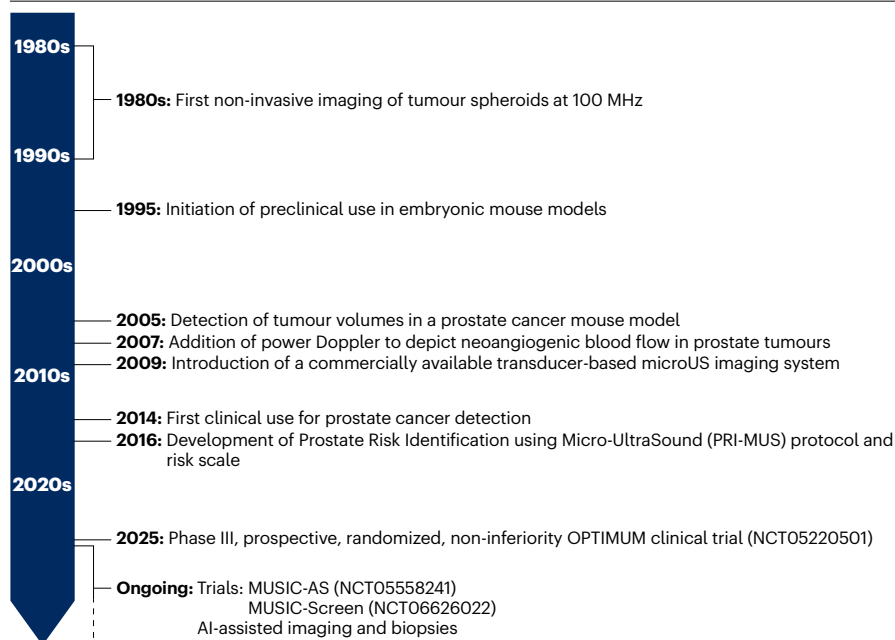 1980s
1980s: First non-invasive imaging of tumour spheroids at 100 MHz
1990s
1995: Initiation of preclinical use in embryonic mouse models
2000s
2005: Detection of tumour volumes in a prostate cancer mouse model
2007: Addition of power Doppler to depict neoangiogenic blood flow in prostate tumours
2009: Introduction of a commercially available transducer-based microUS imaging system
2010s
2014: First clinical use for prostate cancer detection
2016: Development of Prostate Risk Identification using Micro-UltraSound (PRI-MUS) protocol and
risk scale
2020s
2025: Phase III, prospective, randomized, non-inferiority OPTIMUM clinical trial (NCT05220501)
Ongoing: Trials: MUSIC-AS (NCT05558241)
MUSIC-Screen (NCT06626022)
AI-assisted imaging and biopsies